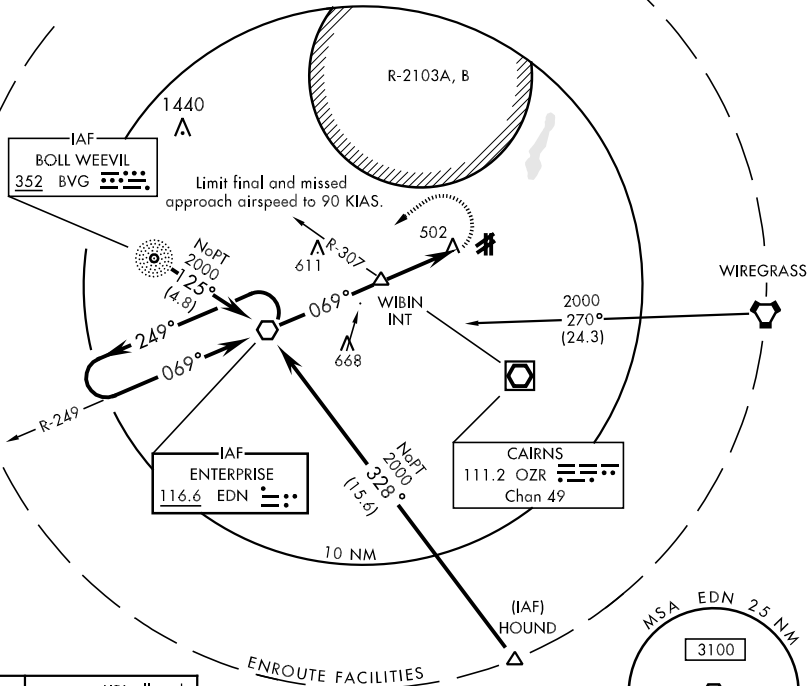 R-2103A, B
1440
IAF
BOLL WEEVIL
352 BVG
Limit final and missed
approach airspeed to 90 KIAS.
502
R-307
611
NoPT
2000
125°
(4.8)
WIREGRASS
069°
WIBIN
INT
2000
270°
(24.3)
249°
069°
668
R-249
IAF
ENTERPRISE
116.6 EDN
NoPT
2000
328°
(15.6)
CAIRNS
111.2 OZR
Chan 49
10 NM
(IAF)
HOUND
ENROUTE FACILITIES
MSA EDN 25 NM
3100